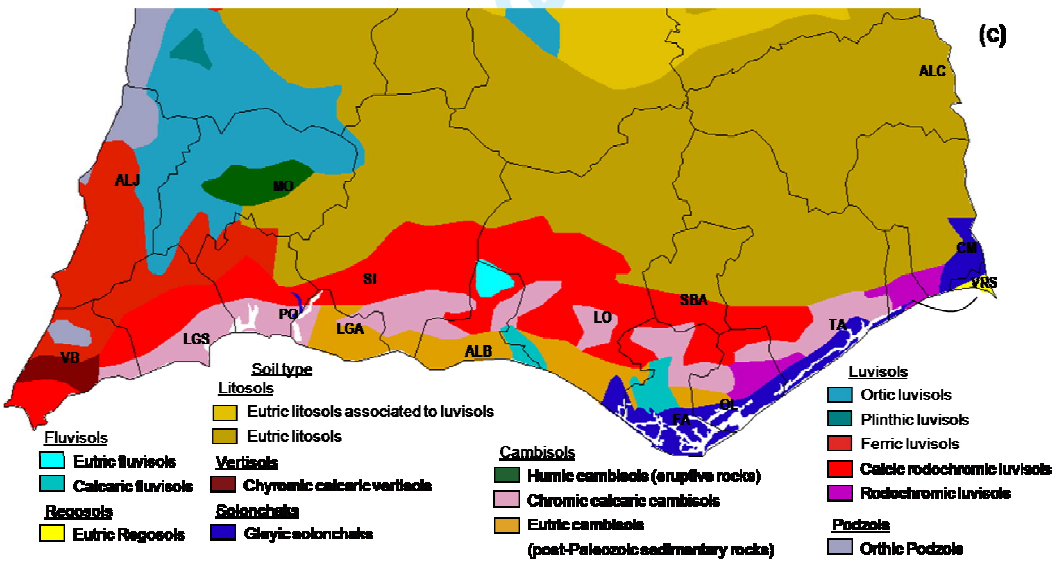 (c)
ALC
ALJ
MO
CM
VRS
SI
SBA
PO
LGA
LO
TA
LGS
ALB
VB
OL
FA
Soil type
Litosols
Eutric litosols associated to luvisols
Eutric litosols
Fluvisols
Eutric fluvisols
Calcaric fluvisols
Vertisols
Chyromic calcaric vertisols
Regosols
Eutric Regosols
Solonchaks
Glayic solonchaks
Cambisols
Humic cambisols (eruptive rocks)
Chromic calcaric cambisols
Eutric cambisols
(post-Paleozoic sedimentary rocks)
Luvisols
Ortic luvisols
Plinthic luvisols
Ferric luvisols
Calcic rodochromic luvisols
Rodochromic luvisols
Podzols
Orthic Podzols